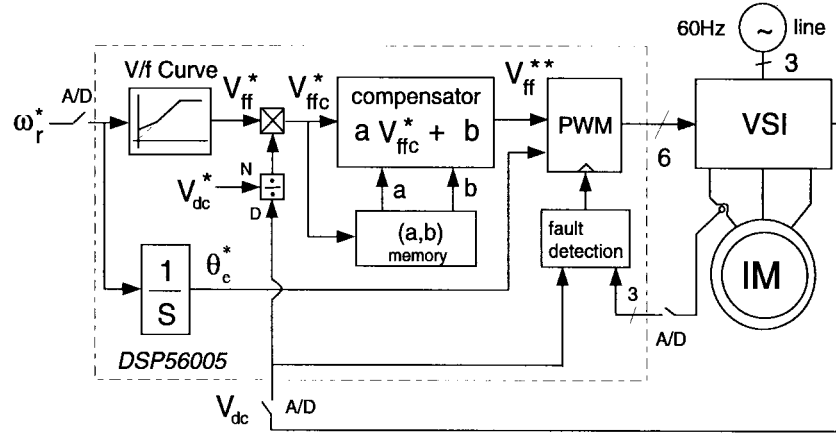 60Hz
~
line
3
V/f Curve
V*ff
V*ffc
V**ff
A/D
ω*r
compensator
a V*ffc + b
PWM
VSI
6
N
÷
V*dc
D
a
b
(a,b)
memory
fault
detection
IM
1
S
θ*e
3
A/D
DSP56005
Vdc
A/D